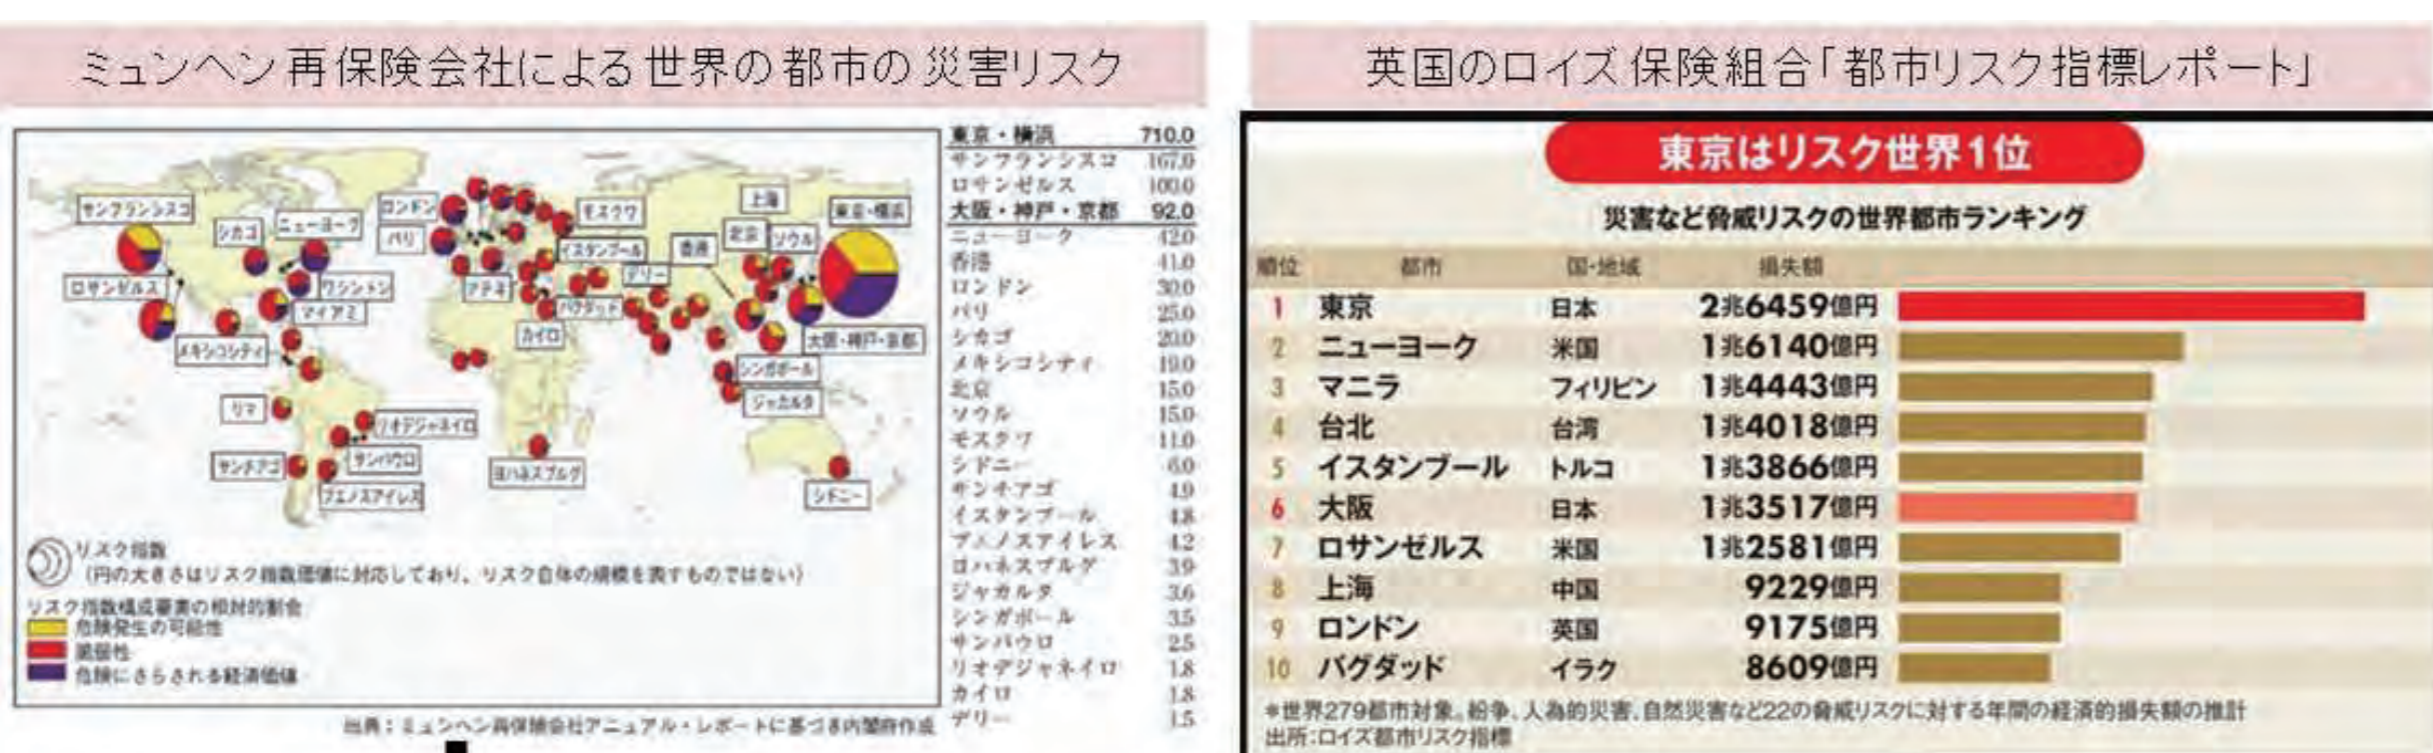 ミュンヘン再保険会社による世界の都市の災害リスク
サンフランシスコ
シカゴ
ニューヨーク
ロサンゼルス
ワシントン
マイアミ
メキシコシティ
リマ
リオデジャネイロ
サンパウロ
サンチアゴ
ブエノスアイレス
ロンドン
パリ
モスクワ
イスタンブール
アテネ
バグダッド
カイロ
デリー
香港
北京
上海
ソウル
東京・横浜
大阪・神戸・京都
シンガポール
ジャカルタ
ヨハネスブルグ
シドニー
リスク指数
(円の大きさはリスク指数価値に対応しており、リスク自体の規模を表すものではない)
リスク指数構成要素の相対的割合
危険発生の可能性
脆弱性
危険にさらされる経済価値
出典：ミュンヘン再保険会社アニュアル・レポートに基づき内閣府作成
東京・横浜 710.0
サンフランシスコ 167.0
ロサンゼルス 100.0
大阪・神戸・京都 92.0
ニューヨーク 42.0
香港 41.0
ロンドン 30.0
パリ 25.0
シカゴ 20.0
メキシコシティ 19.0
北京 15.0
ソウル 15.0
モスクワ 11.0
シドニー 6.0
サンチアゴ 4.9
イスタンブール 4.8
ブエノスアイレス 4.2
ヨハネスブルグ 3.9
ジャカルタ 3.6
シンガポール 3.5
サンパウロ 2.5
リオデジャネイロ 1.8
カイロ 1.8
デリー 1.5
英国のロイズ保険組合「都市リスク指標レポート」
東京はリスク世界1位
災害など脅威リスクの世界都市ランキング
順位 都市 国・地域 損失額
1 東京 日本 2兆6459億円
2 ニューヨーク 米国 1兆6140億円
3 マニラ フィリピン 1兆4443億円
4 台北 台湾 1兆4018億円
5 イスタンブール トルコ 1兆3866億円
6 大阪 日本 1兆3517億円
7 ロサンゼルス 米国 1兆2581億円
8 上海 中国 9229億円
9 ロンドン 英国 9175億円
10 バグダッド イラク 8609億円
*世界279都市対象。紛争、人為的災害、自然災害など22の脅威リスクに対する年間の経済的損失額の推計
出所:ロイズ都市リスク指標